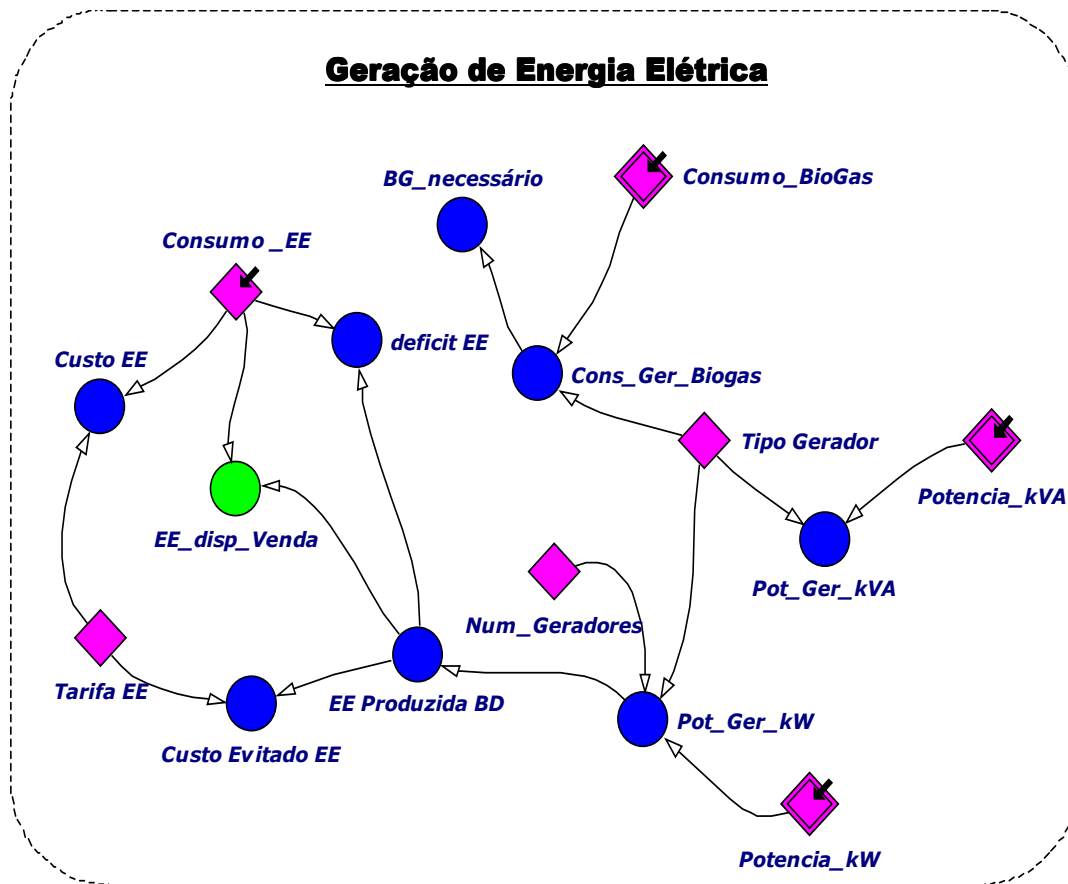 Geração de Energia Elétrica
BG_necessário
Consumo_BioGas
Consumo _EE
deficit EE
Custo EE
Cons_Ger_Biogas
Tipo Gerador
Potencia_kVA
EE_disp_Venda
Pot_Ger_kVA
Num_Geradores
Tarifa EE
EE Produzida BD
Pot_Ger_kW
Custo Evitado EE
Potencia_kW